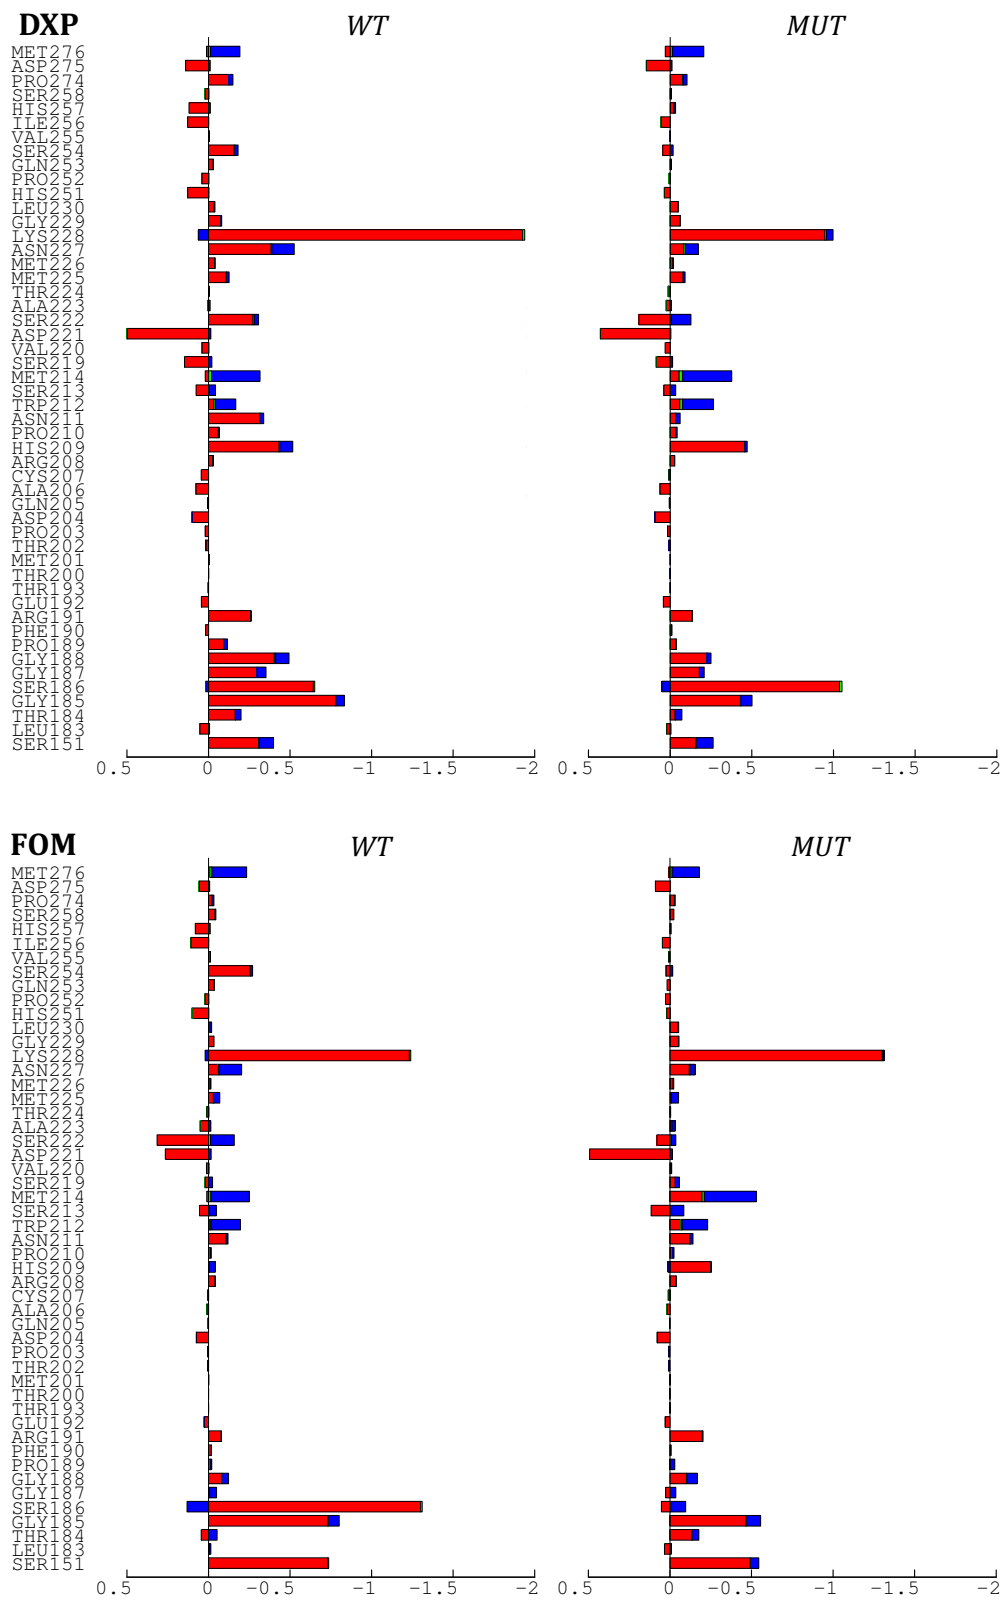 DXP WT MUT
MET276
ASP275
PRO274
SER258
HIS257
ILE256
VAL255
SER254
GLN253
PRO252
HIS251
LEU230
GLY229
LYS228
ASN227
MET226
MET225
THR224
ALA223
SER222
ASP221
VAL220
SER219
MET214
SER213
TRP212
ASN211
PRO210
HIS209
ARG208
CYS207
ALA206
GLN205
ASP204
PRO203
THR202
MET201
THR200
THR193
GLU192
ARG191
PHE190
PRO189
GLY188
GLY187
SER186
GLY185
THR184
LEU183
SER151
0.5 0 −0.5 −1 −1.5 −2 0.5 0 −0.5 −1 −1.5 −2
FOM WT MUT
MET276
ASP275
PRO274
SER258
HIS257
ILE256
VAL255
SER254
GLN253
PRO252
HIS251
LEU230
GLY229
LYS228
ASN227
MET226
MET225
THR224
ALA223
SER222
ASP221
VAL220
SER219
MET214
SER213
TRP212
ASN211
PRO210
HIS209
ARG208
CYS207
ALA206
GLN205
ASP204
PRO203
THR202
MET201
THR200
THR193
GLU192
ARG191
PHE190
PRO189
GLY188
GLY187
SER186
GLY185
THR184
LEU183
SER151
0.5 0 −0.5 −1 −1.5 −2 0.5 0 −0.5 −1 −1.5 −2